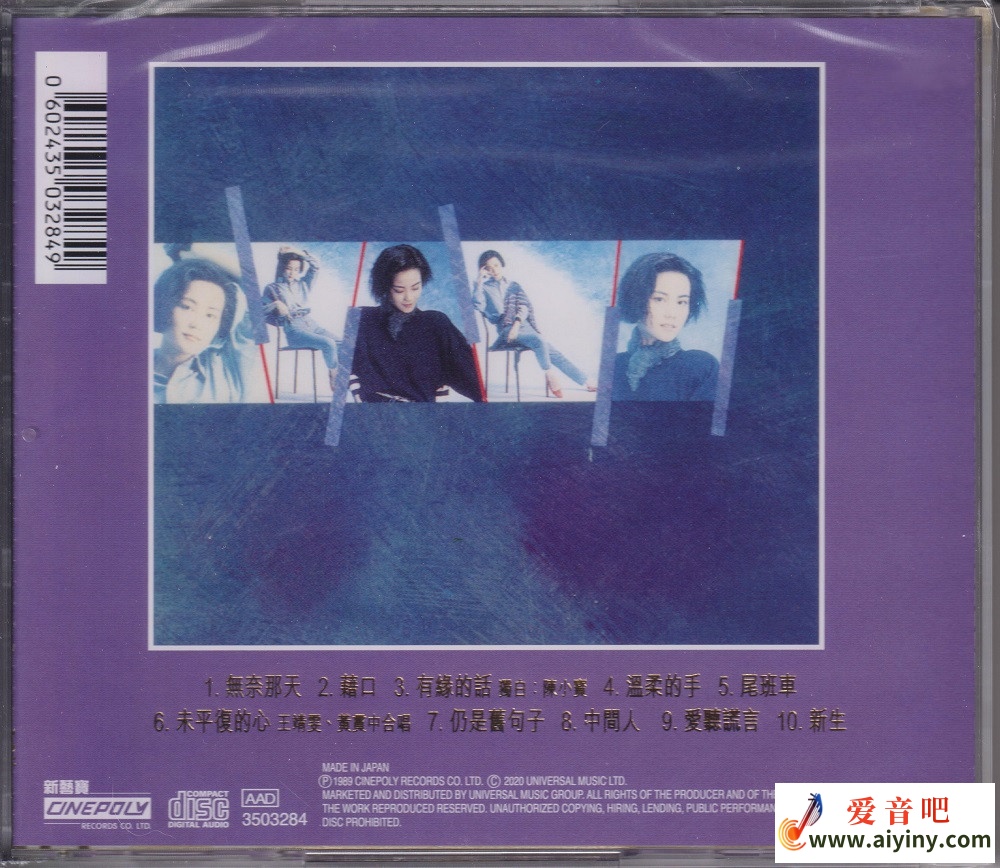 0 602435 032849
1. 無奈那天 2. 藉口 3. 有緣的話 獨白：陳小寶 4. 溫柔的手 5. 尾班車
6. 未平復的心 王靖雯、黃貫中合唱 7. 仍是舊句子 8. 中間人 9. 愛聽謊言 10. 新生
MADE IN JAPAN
Ⓟ 1989 CINEPOLY RECORDS CO. LTD. Ⓒ 2020 UNIVERSAL MUSIC LTD.
MARKETED AND DISTRIBUTED BY UNIVERSAL MUSIC GROUP. ALL RIGHTS OF THE PRODUCER AND OF THE
THE WORK REPRODUCED RESERVED. UNAUTHORIZED COPYING, HIRING, LENDING, PUBLIC
DISC PROHIBITED.
新藝寶
CINEPOLY
RECORDS CO. LTD.
COMPACT
disc
DIGITAL AUDIO
AAD
3503284
爱音吧
www.aiyiny.com